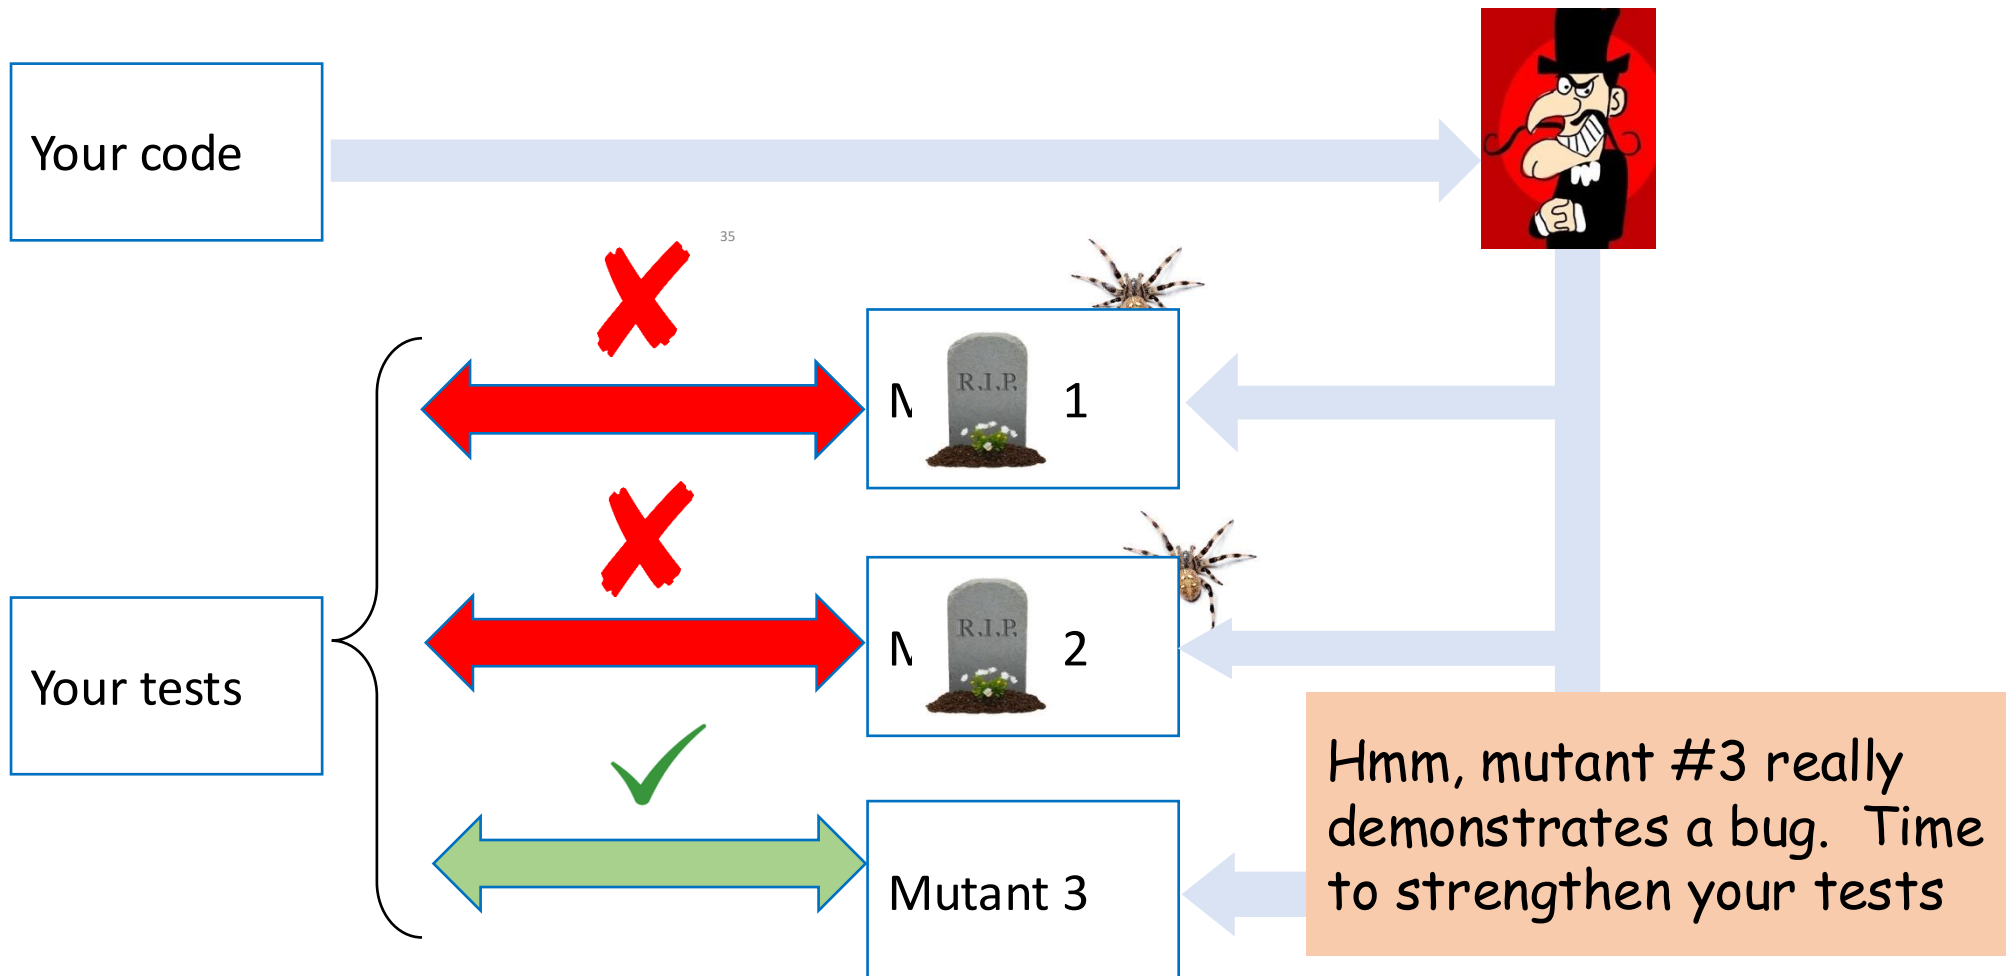 Your code
35
R.I.P.
1
R.I.P.
2
Your tests
Hmm, mutant #3 really
demonstrates a bug. Time
to strengthen your tests
Mutant 3